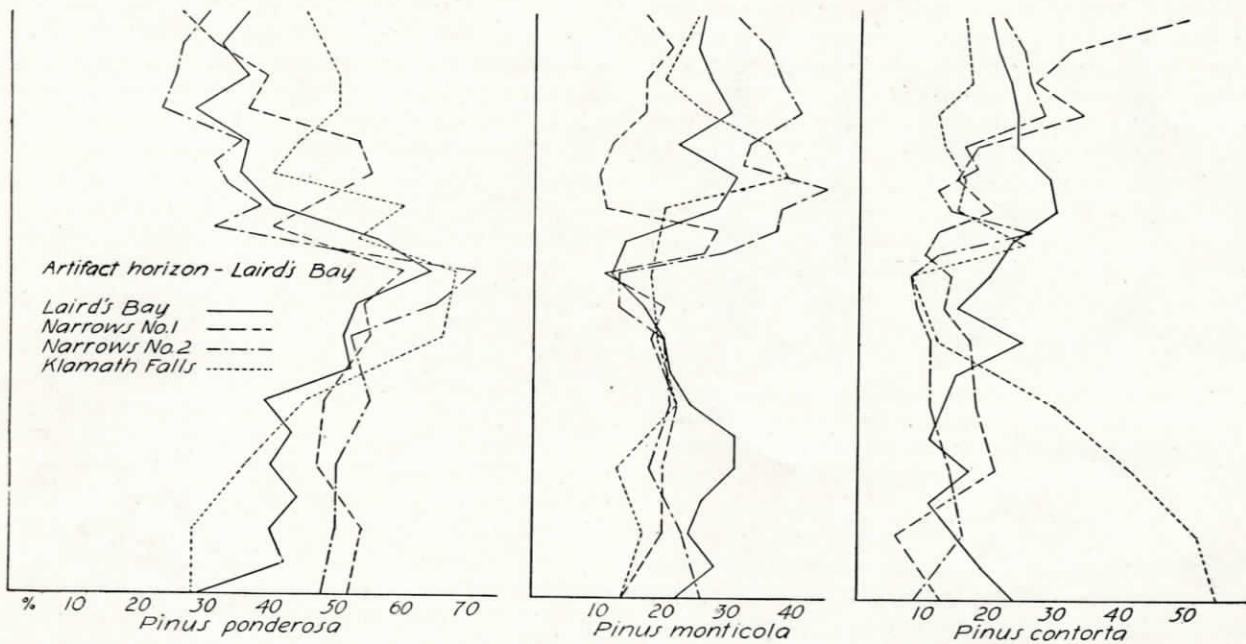 Artifact horizon - Laird's Bay
Laird's Bay
Narrows No.1
Narrows No.2
Klamath Falls
% 10 20 30 40 50 60 70
Pinus ponderosa
10 20 30 40
Pinus monticola
10 20 30 40 50
Pinus contorta